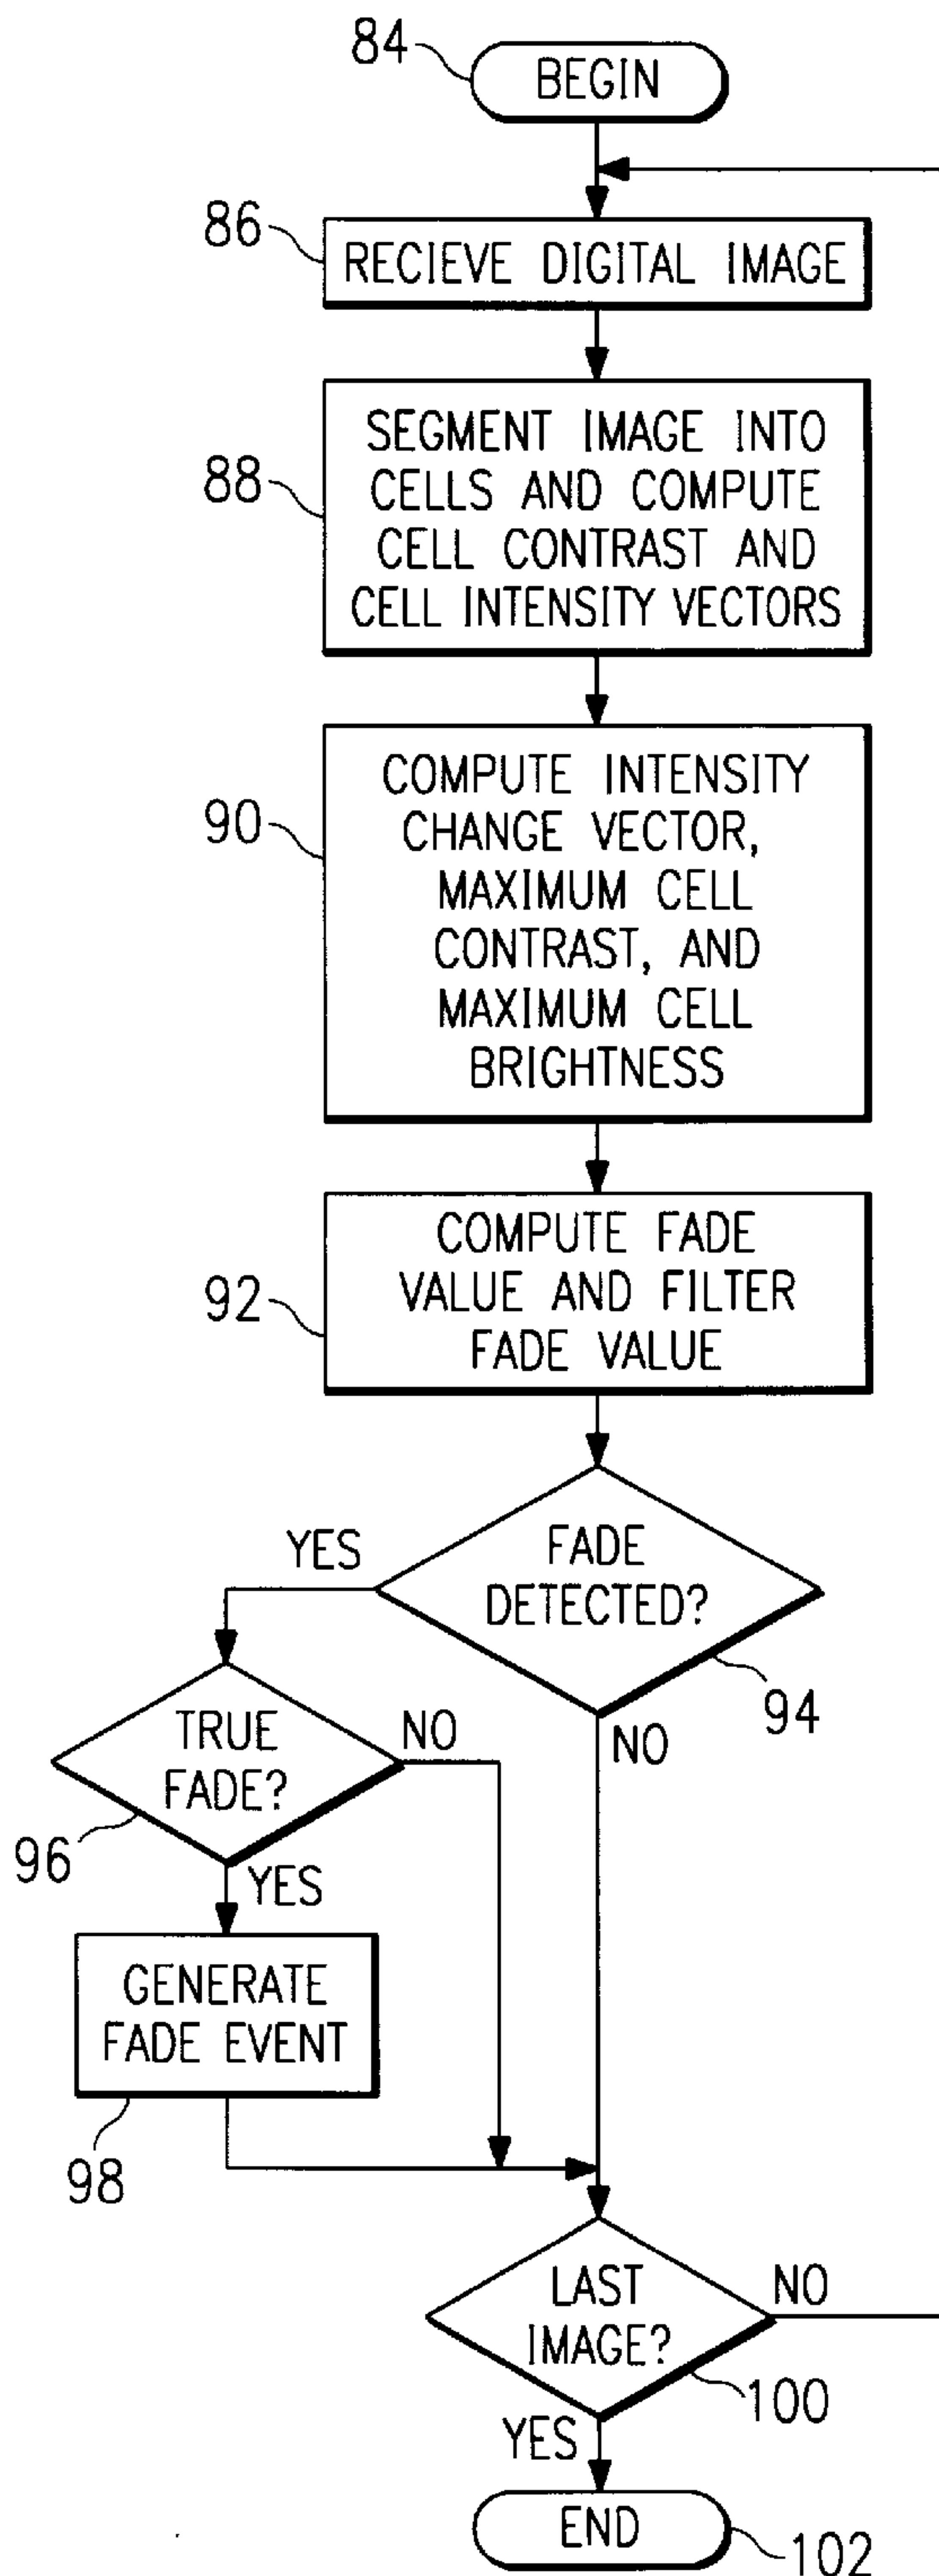 84
BEGIN
86
RECIEVE DIGITAL IMAGE
88
SEGMENT IMAGE INTO
CELLS AND COMPUTE
CELL CONTRAST AND
CELL INTENSITY VECTORS
90
COMPUTE INTENSITY
CHANGE VECTOR,
MAXIMUM CELL
CONTRAST, AND
MAXIMUM CELL
BRIGHTNESS
92
COMPUTE FADE
VALUE AND FILTER
FADE VALUE
YES
FADE
DETECTED?
94
NO
TRUE
FADE?
NO
96
YES
GENERATE
FADE EVENT
98
LAST
IMAGE?
NO
100
YES
END
102